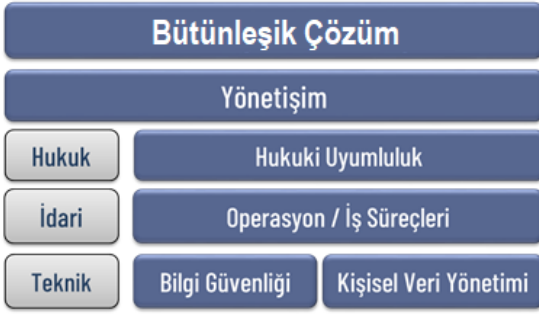 Bütünleşik Çözüm
Yönetişim
Hukuk
Hukuki Uyumluluk
İdari
Operasyon / İş Süreçleri
Teknik
Bilgi Güvenliği
Kişisel Veri Yönetimi